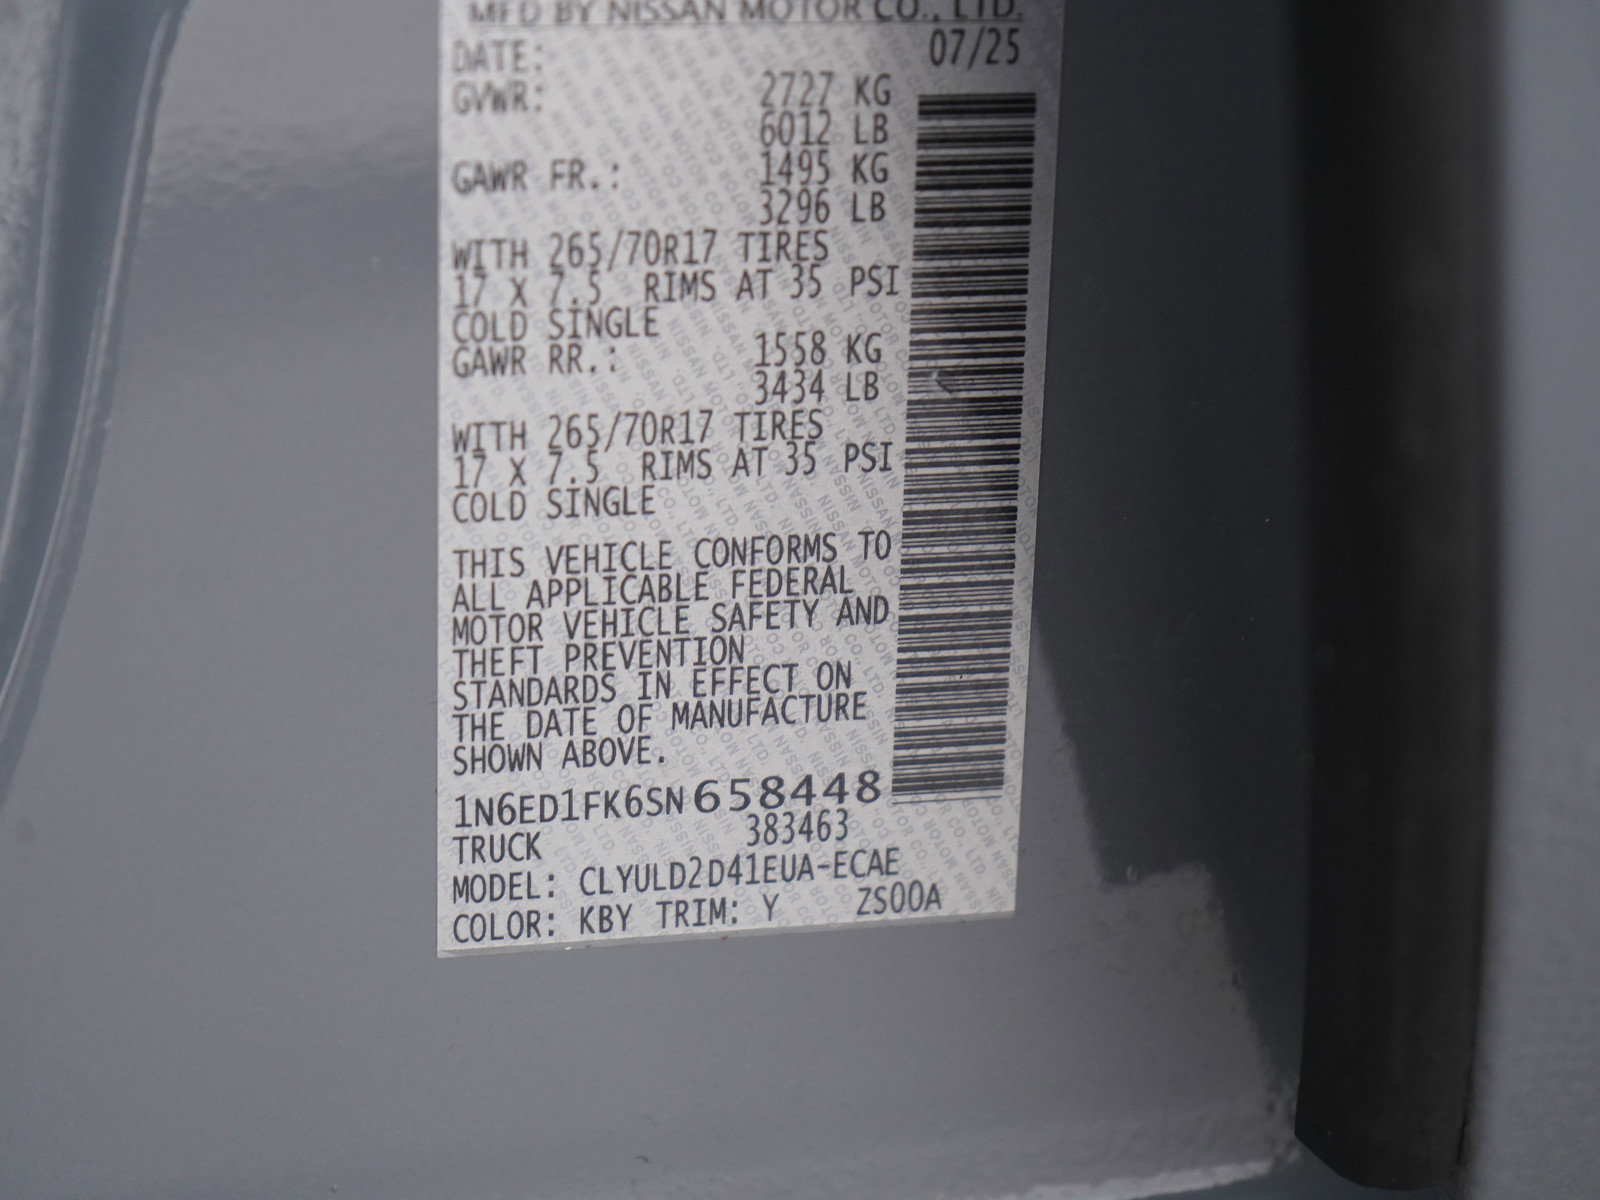 MFD BY NISSAN MOTOR CO., LTD.
DATE: 07/25
GVWR: 2727 KG
6012 LB
GAWR FR.: 1495 KG
3296 LB
WITH 265/70R17 TIRES
17 X 7.5 RIMS AT 35 PSI
COLD SINGLE
GAWR RR.: 1558 KG
3434 LB
WITH 265/70R17 TIRES
17 X 7.5 RIMS AT 35 PSI
COLD SINGLE
THIS VEHICLE CONFORMS TO
ALL APPLICABLE FEDERAL
MOTOR VEHICLE SAFETY AND
THEFT PREVENTION
STANDARDS IN EFFECT ON
THE DATE OF MANUFACTURE
SHOWN ABOVE.
1N6ED1FK6SN658448
TRUCK 383463
MODEL: CLYULD2D41EUA-ECAE
COLOR: KBY TRIM: Y ZS00A